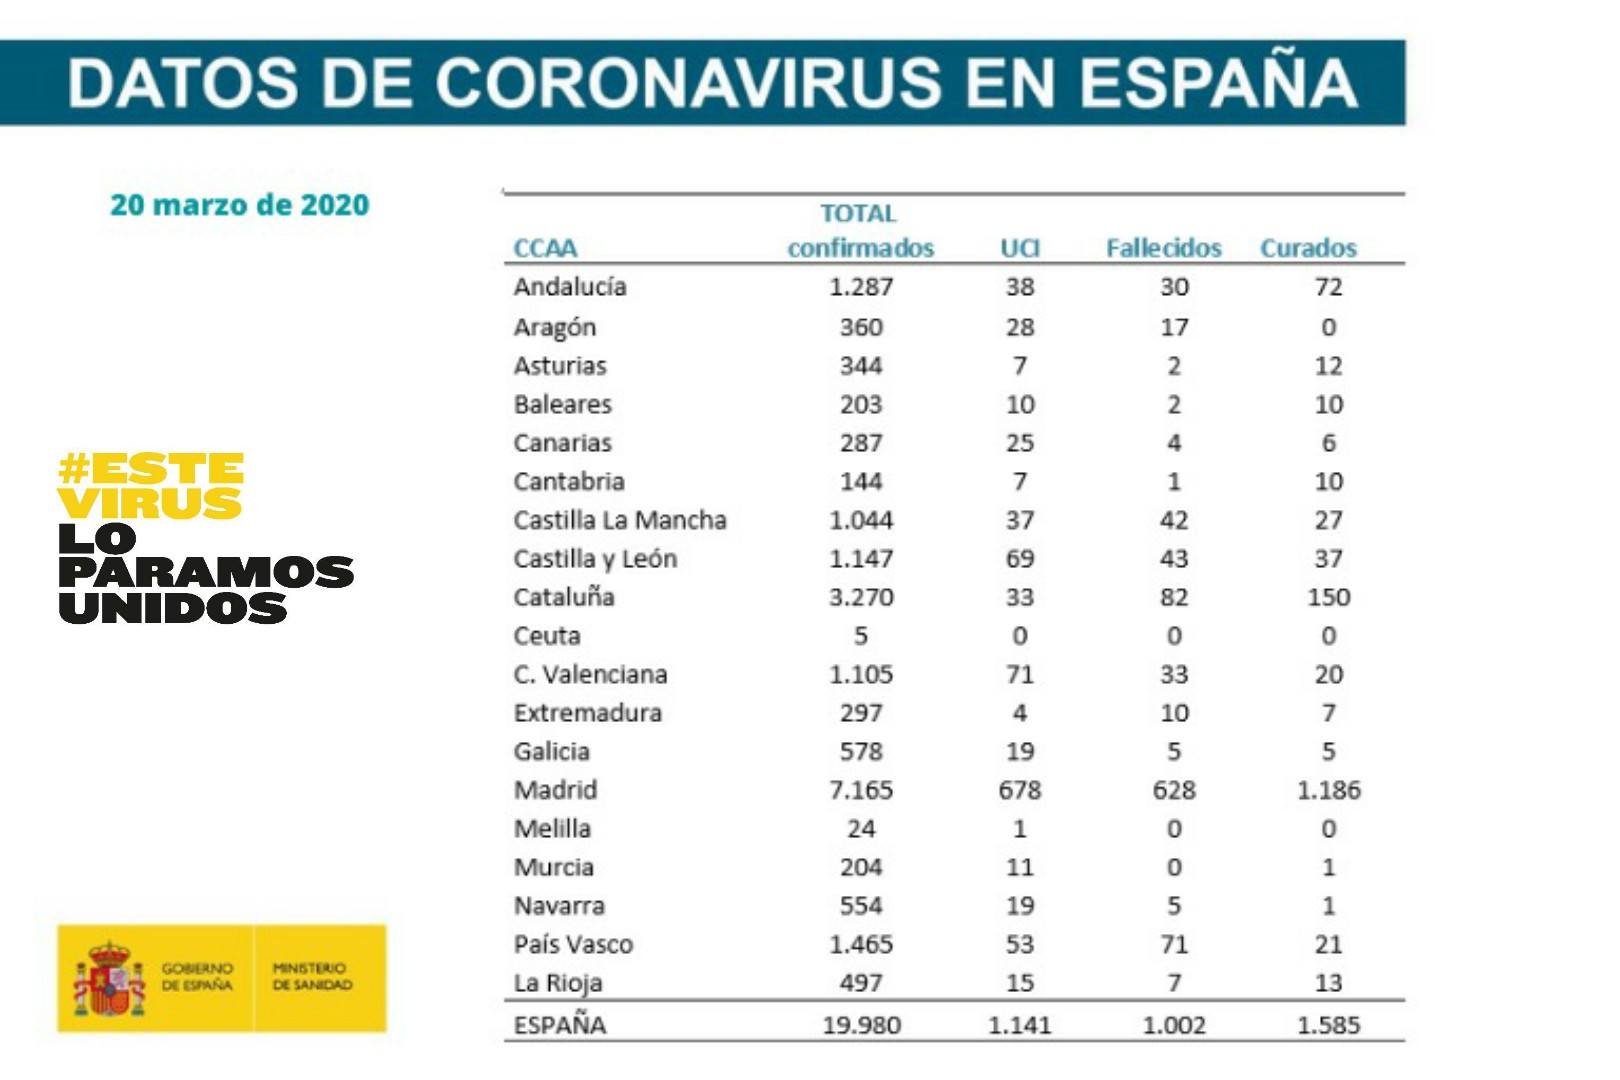 DATOS DE CORONAVIRUS EN ESPAÑA
20 marzo de 2020
#ESTE
VIRUS
LO
PARAMOS
UNIDOS
GOBIERNO
DE ESPAÑA
MINISTERIO
DE SANIDAD
TOTAL
CCAA confirmados UCI Fallecidos Curados
Andalucía 1.287 38 30 72
Aragón 360 28 17 0
Asturias 344 7 2 12
Baleares 203 10 2 10
Canarias 287 25 4 6
Cantabria 144 7 1 10
Castilla La Mancha 1.044 37 42 27
Castilla y León 1.147 69 43 37
Cataluña 3.270 33 82 150
Ceuta 5 0 0 0
C. Valenciana 1.105 71 33 20
Extremadura 297 4 10 7
Galicia 578 19 5 5
Madrid 7.165 678 628 1.186
Melilla 24 1 0 0
Murcia 204 11 0 1
Navarra 554 19 5 1
País Vasco 1.465 53 71 21
La Rioja 497 15 7 13
ESPAÑA 19.980 1.141 1.002 1.585